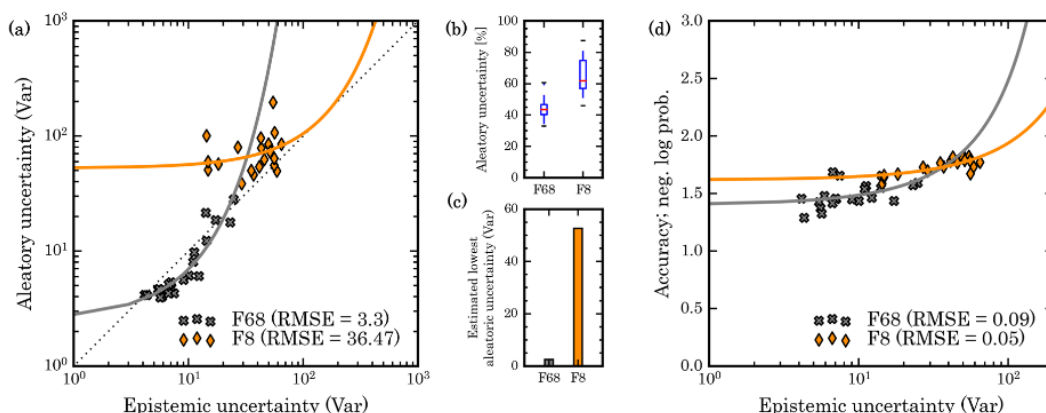 (a)
Aleatory uncertainty (Var)
10³
10²
10¹
10⁰
10⁰ 10¹ 10² 10³
Epistemic uncertainty (Var)
F68 (RMSE = 3.3)
F8 (RMSE = 36.47)
(b)
Aleatory uncertainty [%]
100
80
60
40
20
0
F68 F8
(c)
Estimated lowest
aleatoric uncertainty (Var)
60
40
20
0
F68 F8
(d)
Accuracy; neg. log prob.
3.0
2.5
2.0
1.5
1.0
0.5
0.0
10⁰ 10¹ 10²
Epistemic uncertainty (Var)
F68 (RMSE = 0.09)
F8 (RMSE = 0.05)